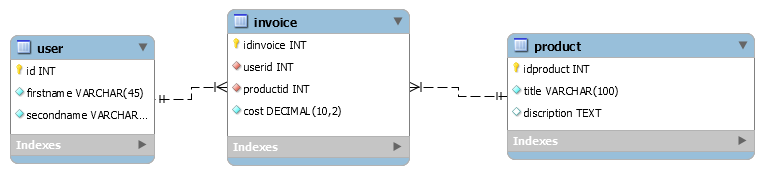 user
id INT
firstname VARCHAR(45)
secondname VARCHAR...
Indexes
invoice
idinvoice INT
userid INT
productid INT
cost DECIMAL(10,2)
Indexes
product
idproduct INT
title VARCHAR(100)
discription TEXT
Indexes